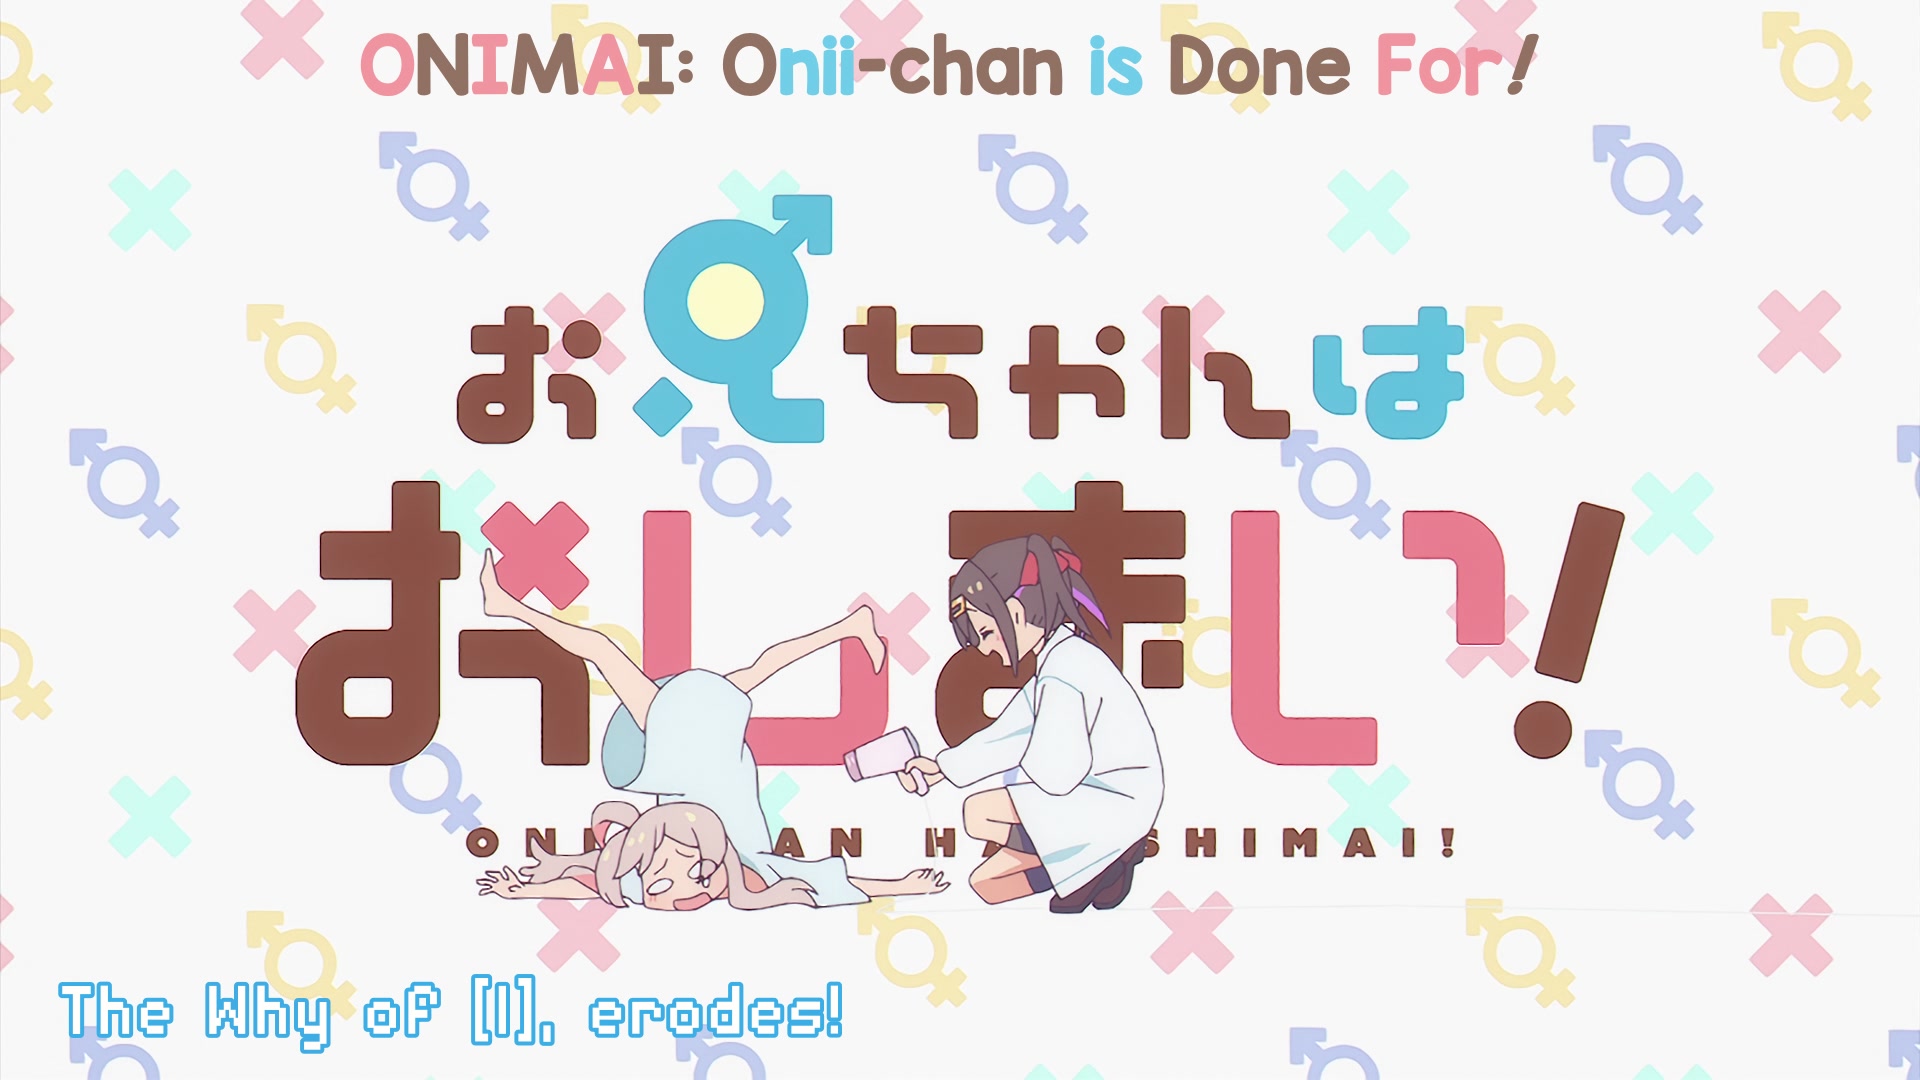 ONIMAI: Onii-chan is Done For!
お兄ちゃんは
おしまい!
ONI AN HA SHIMAI!
The Why of [I], erodes!